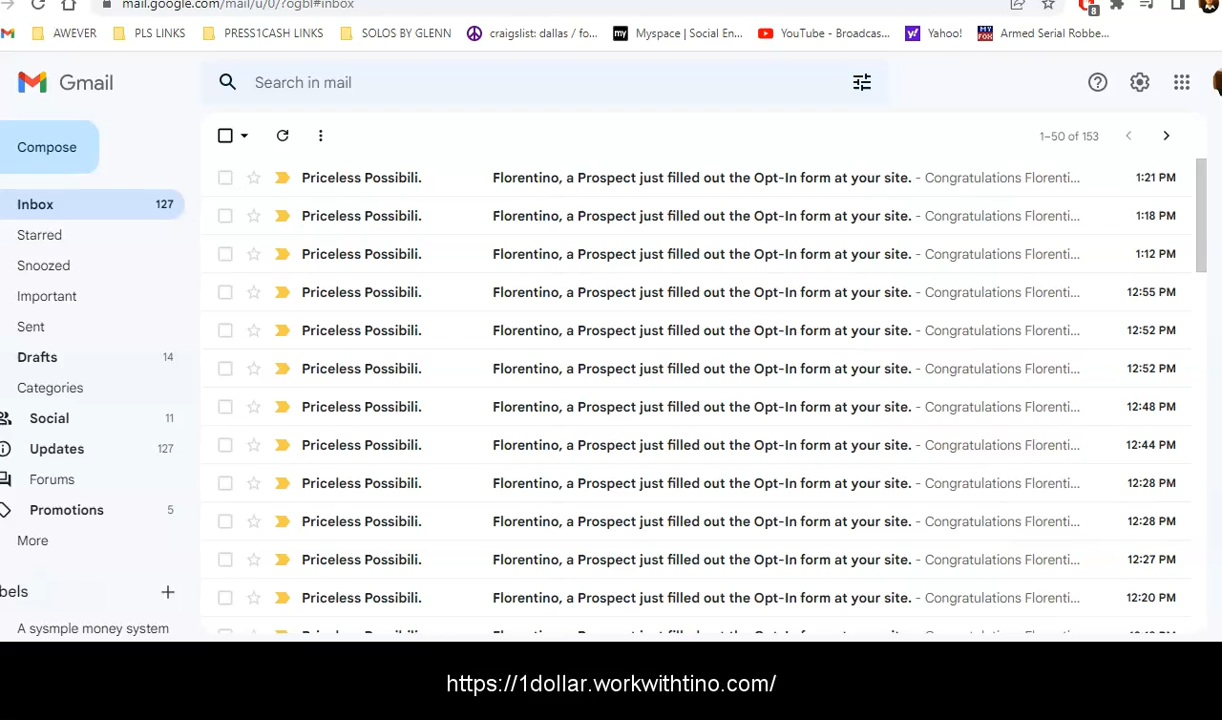 mail.google.com/mail/u/0/?ogbl#inbox
8
AWEVER PLS LINKS PRESS1CASH LINKS SOLOS BY GLENN craigslist: dallas / fo... my Myspace | Social En... YouTube - Broadcas... Yahoo! MY FOX Armed Serial Robbe...
Gmail Search in mail
1–50 of 153
Compose
Priceless Possibili. Florentino, a Prospect just filled out the Opt-In form at your site. - Congratulations Florenti... 1:21 PM
Inbox 127
Priceless Possibili. Florentino, a Prospect just filled out the Opt-In form at your site. - Congratulations Florenti... 1:18 PM
Starred
Priceless Possibili. Florentino, a Prospect just filled out the Opt-In form at your site. - Congratulations Florenti... 1:12 PM
Snoozed
Priceless Possibili. Florentino, a Prospect just filled out the Opt-In form at your site. - Congratulations Florenti... 12:55 PM
Important
Priceless Possibili. Florentino, a Prospect just filled out the Opt-In form at your site. - Congratulations Florenti... 12:52 PM
Sent
Priceless Possibili. Florentino, a Prospect just filled out the Opt-In form at your site. - Congratulations Florenti... 12:52 PM
Drafts 14
Categories
Priceless Possibili. Florentino, a Prospect just filled out the Opt-In form at your site. - Congratulations Florenti... 12:48 PM
Social 11
Priceless Possibili. Florentino, a Prospect just filled out the Opt-In form at your site. - Congratulations Florenti... 12:44 PM
Updates 127
Priceless Possibili. Florentino, a Prospect just filled out the Opt-In form at your site. - Congratulations Florenti... 12:28 PM
Forums
Priceless Possibili. Florentino, a Prospect just filled out the Opt-In form at your site. - Congratulations Florenti... 12:28 PM
Promotions 5
Priceless Possibili. Florentino, a Prospect just filled out the Opt-In form at your site. - Congratulations Florenti... 12:27 PM
More
Priceless Possibili. Florentino, a Prospect just filled out the Opt-In form at your site. - Congratulations Florenti... 12:20 PM
bels
A sysmple money system
https://1dollar.workwithtino.com/